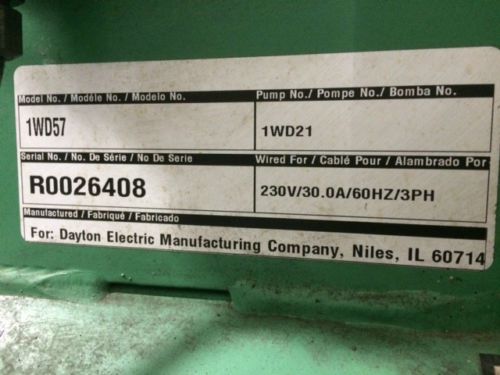 Model No. / Modéle No. / Modelo No.
1WD57
Pump No./ Pompe No./ Bomba No.
1WD21
Serial No. / No. De Série / No De Serie
R0026408
Wired For / Cablé Pour / Alambrado Por
230V/30.0A/60HZ/3PH
Manufactured / Fabriqué / Fabricado
For: Dayton Electric Manufacturing Company, Niles, IL 60714